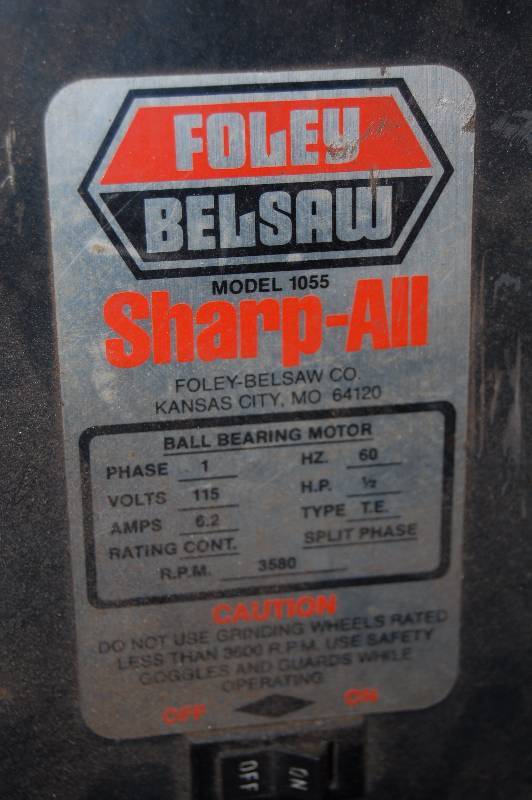 FOLEY
BELSAW
MODEL 1055
Sharp-All
FOLEY-BELSAW CO.
KANSAS CITY, MO 64120
BALL BEARING MOTOR
PHASE 1 HZ. 60
VOLTS 115 H.P. ½
AMPS 6.2 TYPE T.E.
RATING CONT. SPLIT PHASE
R.P.M. 3580
CAUTION
DO NOT USE GRINDING WHEELS RATED
LESS THAN 3600 R.P.M. USE SAFETY
GOGGLES AND GUARDS WHILE
OPERATING
OFF ON
OFF ON